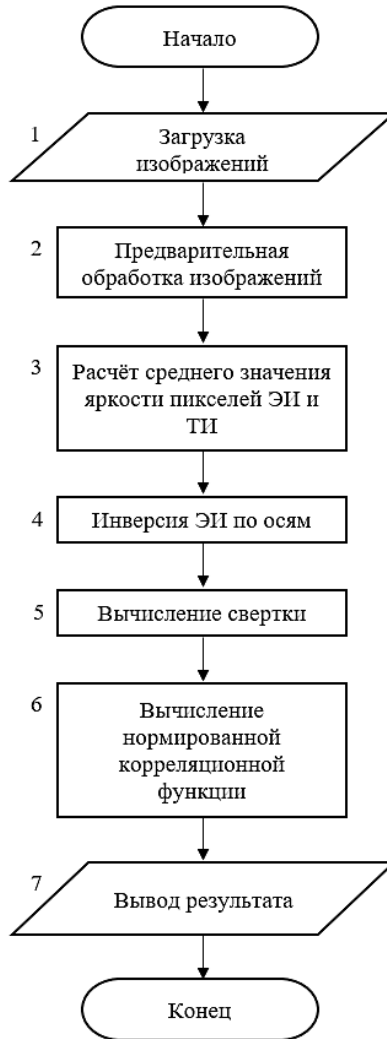 Начало
1
Загрузка
изображений
2
Предварительная
обработка изображений
3
Расчёт среднего значения
яркости пикселей ЭИ и
ТИ
4
Инверсия ЭИ по осям
5
Вычисление свертки
6
Вычисление
нормированной
корреляционной
функции
7
Вывод результата
Конец